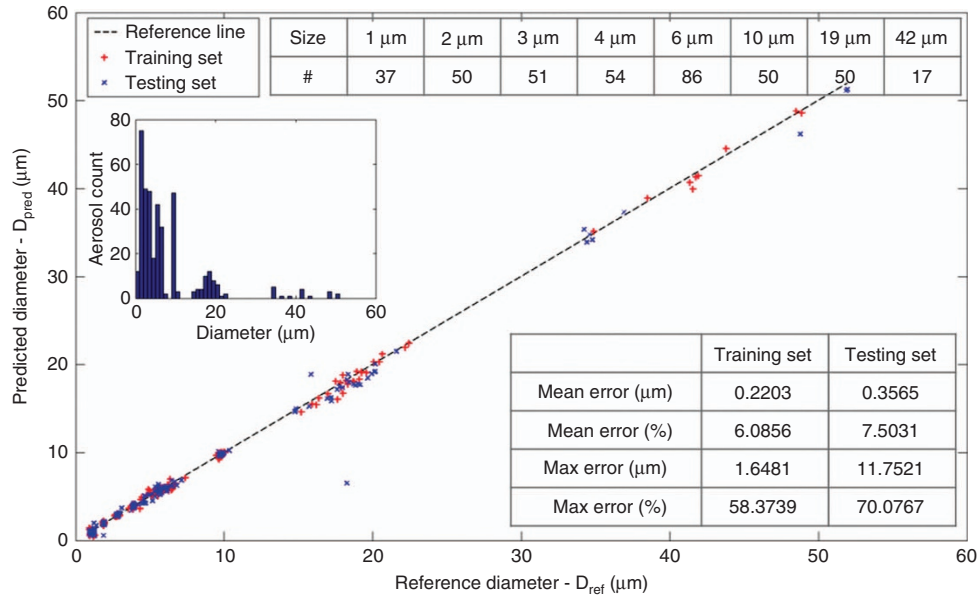 60
50
40
30
20
10
0
Predicted diameter - D_pred (μm)
Reference line
Training set
Testing set
Size 1 μm 2 μm 3 μm 4 μm 6 μm 10 μm 19 μm 42 μm
# 37 50 51 54 86 50 50 17
80
60
40
20
0
Aerosol count
0 20 40 60
Diameter (μm)
Training set Testing set
Mean error (μm) 0.2203 0.3565
Mean error (%) 6.0856 7.5031
Max error (μm) 1.6481 11.7521
Max error (%) 58.3739 70.0767
0 10 20 30 40 50 60
Reference diameter - D_ref (μm)